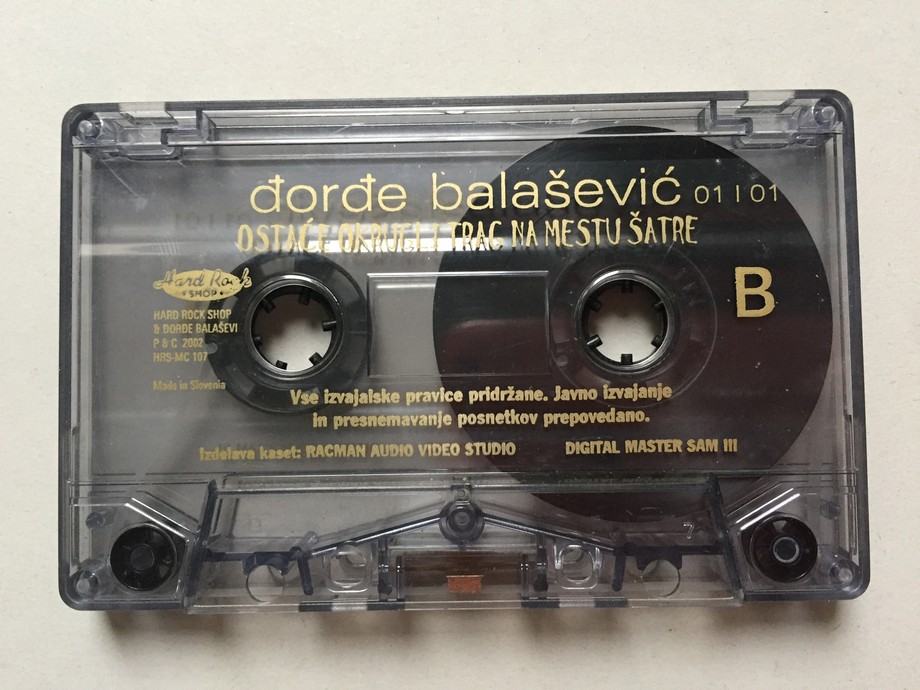 đorđe balašević 01 I 01
OSTAĆE OKRUGLI TRAG NA MESTU ŠATRE
Hard Rock
SHOP
B
HARD ROCK SHOP
& ĐORĐE BALAŠEVI
P & C 2002
HRS-MC 107
Made in Slovenia
Vse izvajalske pravice pridržane. Javno izvajanje
in presnemavanje posnetkov prepovedano.
Izdelava kaset: RACMAN AUDIO VIDEO STUDIO DIGITAL MASTER SAM III